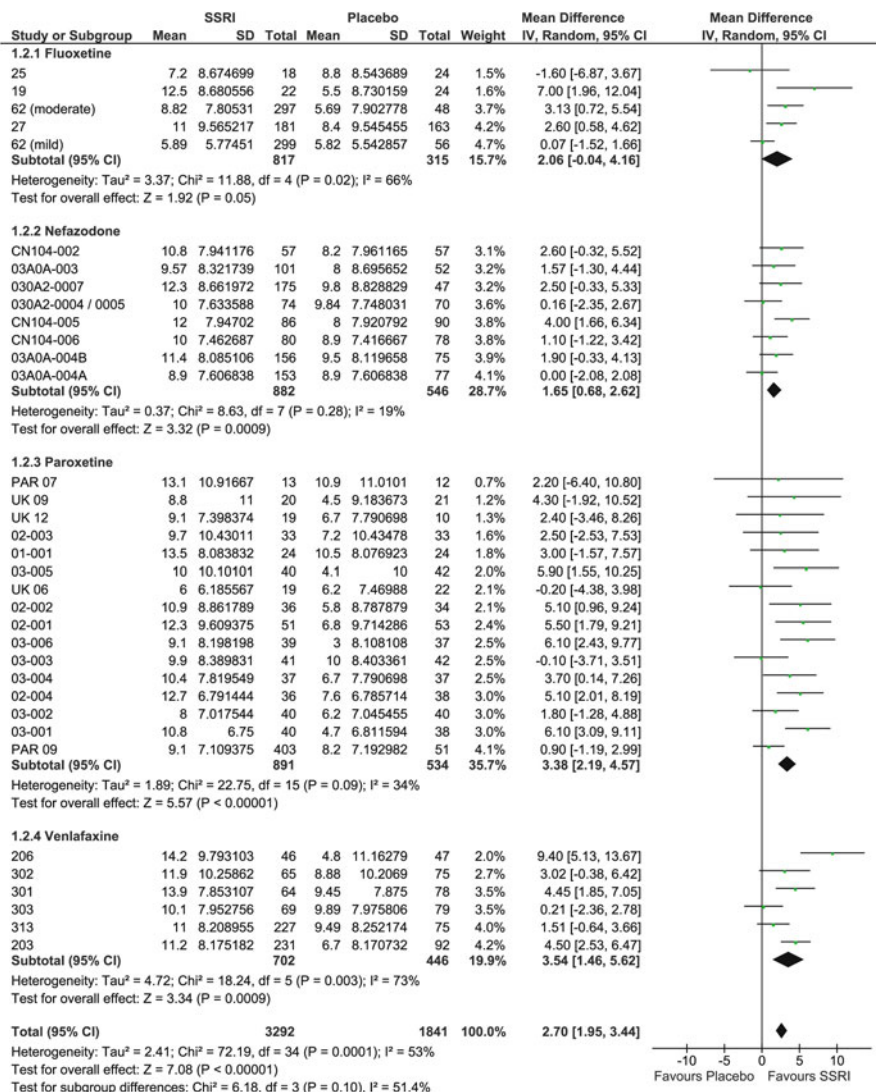 SSRI Placebo Mean Difference Mean Difference
Study or Subgroup Mean SD Total Mean SD Total Weight IV, Random, 95% CI IV, Random, 95% CI
1.2.1 Fluoxetine
25 7.2 8.674699 18 8.8 8.543689 24 1.5% -1.60 [-6.87, 3.67]
19 12.5 8.680556 22 5.5 8.730159 24 1.6% 7.00 [1.96, 12.04]
62 (moderate) 8.82 7.80531 297 5.69 7.902778 48 3.7% 3.13 [0.72, 5.54]
27 11 9.565217 181 8.4 9.545455 163 4.2% 2.60 [0.58, 4.62]
62 (mild) 5.89 5.77451 299 5.82 5.542857 56 4.7% 0.07 [-1.52, 1.66]
Subtotal (95% CI) 817 315 15.7% 2.06 [-0.04, 4.16]
Heterogeneity: Tau² = 3.37; Chi² = 11.88, df = 4 (P = 0.02); I² = 66%
Test for overall effect: Z = 1.92 (P = 0.05)
1.2.2 Nefazodone
CN104-002 10.8 7.941176 57 8.2 7.961165 57 3.1% 2.60 [-0.32, 5.52]
03A0A-003 9.57 8.321739 101 8 8.695652 52 3.2% 1.57 [-1.30, 4.44]
030A2-0007 12.3 8.661972 175 9.8 8.828829 47 3.2% 2.50 [-0.33, 5.33]
030A2-0004 / 0005 10 7.633588 74 9.84 7.748031 70 3.6% 0.16 [-2.35, 2.67]
CN104-005 12 7.94702 86 8 7.920792 90 3.8% 4.00 [1.66, 6.34]
CN104-006 10 7.462687 80 8.9 7.416667 78 3.8% 1.10 [-1.22, 3.42]
03A0A-004B 11.4 8.085106 156 9.5 8.119658 75 3.9% 1.90 [-0.33, 4.13]
03A0A-004A 8.9 7.606838 153 8.9 7.606838 77 4.1% 0.00 [-2.08, 2.08]
Subtotal (95% CI) 882 546 28.7% 1.65 [0.68, 2.62]
Heterogeneity: Tau² = 0.37; Chi² = 8.63, df = 7 (P = 0.28); I² = 19%
Test for overall effect: Z = 3.32 (P = 0.0009)
1.2.3 Paroxetine
PAR 07 13.1 10.91667 13 10.9 11.0101 12 0.7% 2.20 [-6.40, 10.80]
UK 09 8.8 11 20 4.5 9.183673 21 1.2% 4.30 [-1.92, 10.52]
UK 12 9.1 7.398374 19 6.7 7.790698 10 1.3% 2.40 [-3.46, 8.26]
02-003 9.7 10.43011 33 7.2 10.43478 33 1.6% 2.50 [-2.53, 7.53]
01-001 13.5 8.083832 24 10.5 8.076923 24 1.8% 3.00 [-1.57, 7.57]
03-005 10 10.10101 40 4.1 10 42 2.0% 5.90 [1.55, 10.25]
UK 06 6 6.185567 19 6.2 7.46988 22 2.1% -0.20 [-4.38, 3.98]
02-002 10.9 8.861789 36 5.8 8.787879 34 2.1% 5.10 [0.96, 9.24]
02-001 12.3 9.609375 51 6.8 9.714286 53 2.5% 5.50 [1.79, 9.21]
03-006 9.1 8.198198 39 3 8.108108 37 2.5% 6.10 [2.43, 9.77]
03-003 9.9 8.389831 41 10 8.403361 42 2.5% -0.10 [-3.71, 3.51]
03-004 10.4 7.819549 37 6.7 7.790698 37 2.6% 3.70 [0.14, 7.26]
02-004 12.7 6.791444 36 7.6 6.785714 38 3.0% 5.10 [2.01, 8.19]
03-002 8 7.017544 40 6.2 7.045455 40 3.0% 1.80 [-1.28, 4.88]
03-001 10.8 6.75 40 4.7 6.811594 38 3.1% 6.10 [3.09, 9.11]
PAR 09 9.1 7.109375 403 8.2 7.192982 51 4.1% 0.90 [-1.19, 2.99]
Subtotal (95% CI) 891 534 35.7% 3.38 [2.19, 4.57]
Heterogeneity: Tau² = 1.89; Chi² = 22.75, df = 15 (P = 0.09); I² = 34%
Test for overall effect: Z = 5.57 (P < 0.00001)
1.2.4 Venlafaxine
206 14.2 9.793103 46 4.8 11.16279 47 2.0% 9.40 [5.13, 13.67]
302 11.9 10.25862 65 8.88 10.2069 75 2.7% 3.02 [-0.38, 6.42]
301 13.9 7.853107 64 9.45 7.875 78 3.5% 4.45 [1.85, 7.05]
303 10.1 7.952756 69 9.89 7.975806 79 3.5% 0.21 [-2.36, 2.78]
313 11 8.208955 227 9.49 8.252174 75 4.0% 1.51 [-0.64, 3.66]
203 11.2 8.175182 231 6.7 8.170732 92 4.2% 4.50 [2.53, 6.47]
Subtotal (95% CI) 702 446 19.9% 3.54 [1.46, 5.62]
Heterogeneity: Tau² = 4.72; Chi² = 18.24, df = 5 (P = 0.003); I² = 73%
Test for overall effect: Z = 3.34 (P = 0.0009)
Total (95% CI) 3292 1841 100.0% 2.70 [1.95, 3.44]
Heterogeneity: Tau² = 2.41; Chi² = 72.19, df = 34 (P = 0.0001); I² = 53%
Test for overall effect: Z = 7.08 (P < 0.00001)
Test for subgroup differences: Chi² = 6.18, df = 3 (P = 0.10), I² = 51.4%
-10 -5 0 5 10
Favours Placebo Favours SSRI